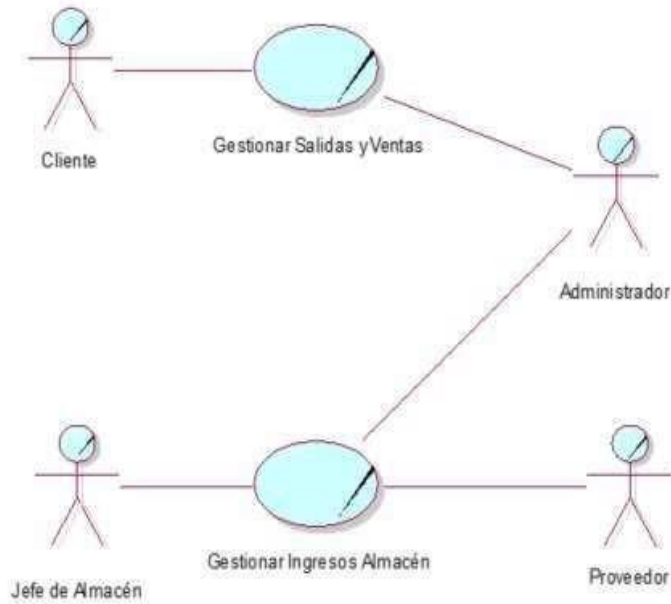 Cliente
Gestionar Salidas y Ventas
Administrador
Jefe de Almacén
Gestionar Ingresos Almacén
Proveedor